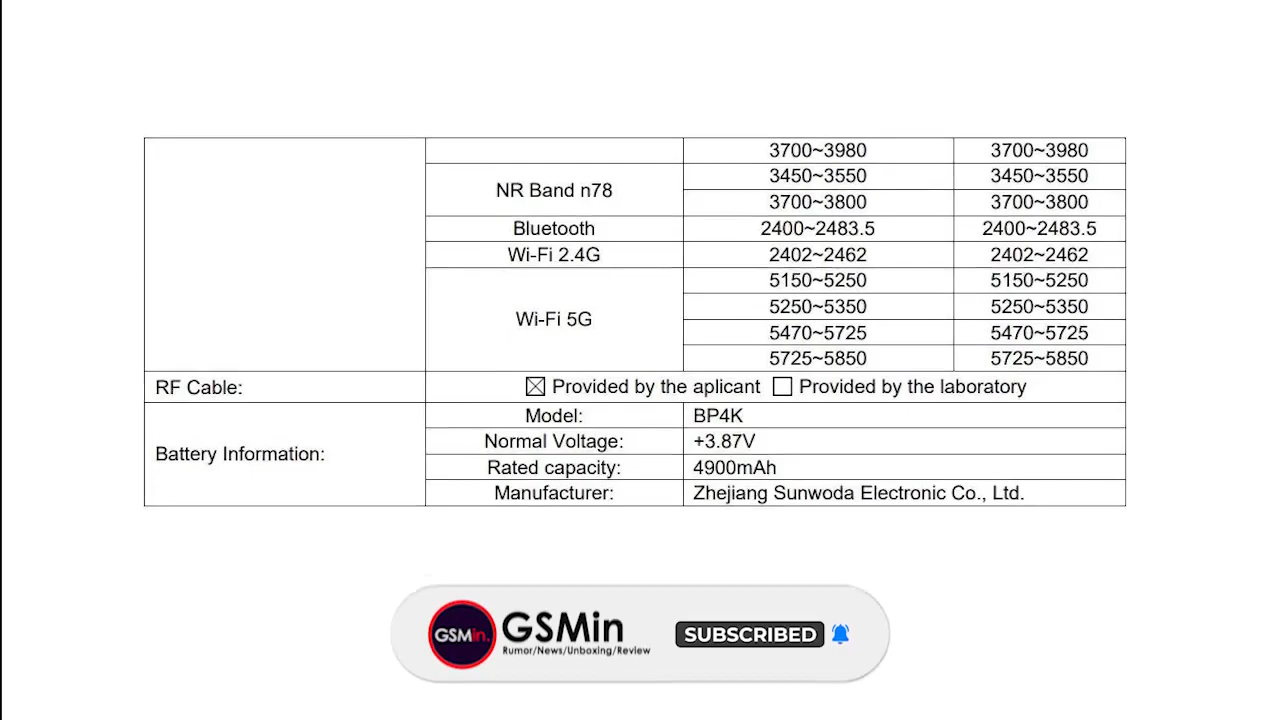 3700~3980 3700~3980
NR Band n78 3450~3550 3450~3550
3700~3800 3700~3800
Bluetooth 2400~2483.5 2400~2483.5
Wi-Fi 2.4G 2402~2462 2402~2462
Wi-Fi 5G 5150~5250 5150~5250
5250~5350 5250~5350
5470~5725 5470~5725
5725~5850 5725~5850
RF Cable: ☒ Provided by the aplicant ☐ Provided by the laboratory
Battery Information: Model: BP4K
Normal Voltage: +3.87V
Rated capacity: 4900mAh
Manufacturer: Zhejiang Sunwoda Electronic Co., Ltd.
GSMin.
GSMin
Rumor/News/Unboxing/Review
SUBSCRIBED